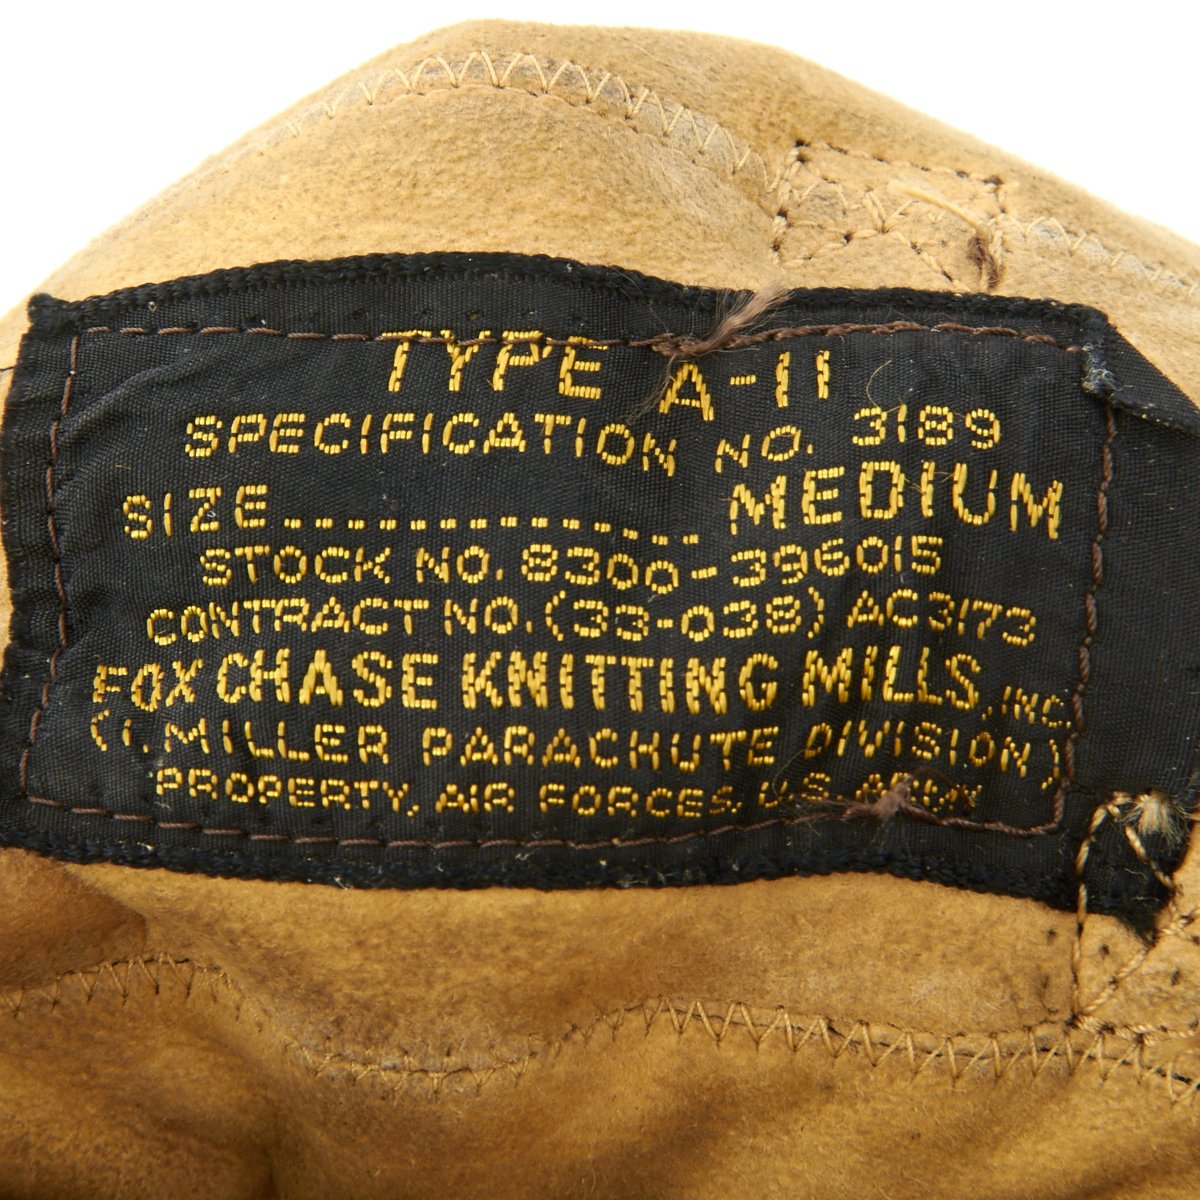 TYPE A-11
SPECIFICATION NO. 3189
SIZE................MEDIUM
STOCK NO. 8300-396015
CONTRACT NO. (33-038) AC3173
FOX CHASE KNITTING MILLS, INC.
MILLER PARACHUTE DIVISION)
PROPERTY, AIR FORCES, U.S. ARMY